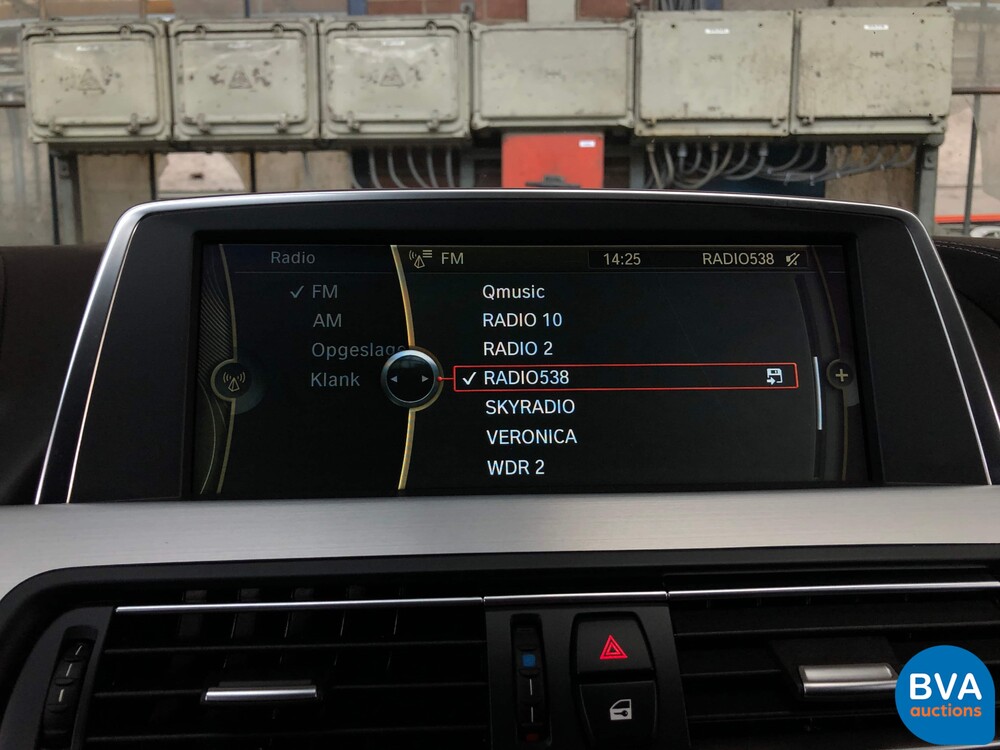 Radio
FM
14:25
RADIO538
FM
AM
Opgeslage
Klank
Qmusic
RADIO 10
RADIO 2
RADIO538
SKYRADIO
VERONICA
WDR 2
BVA
auctions